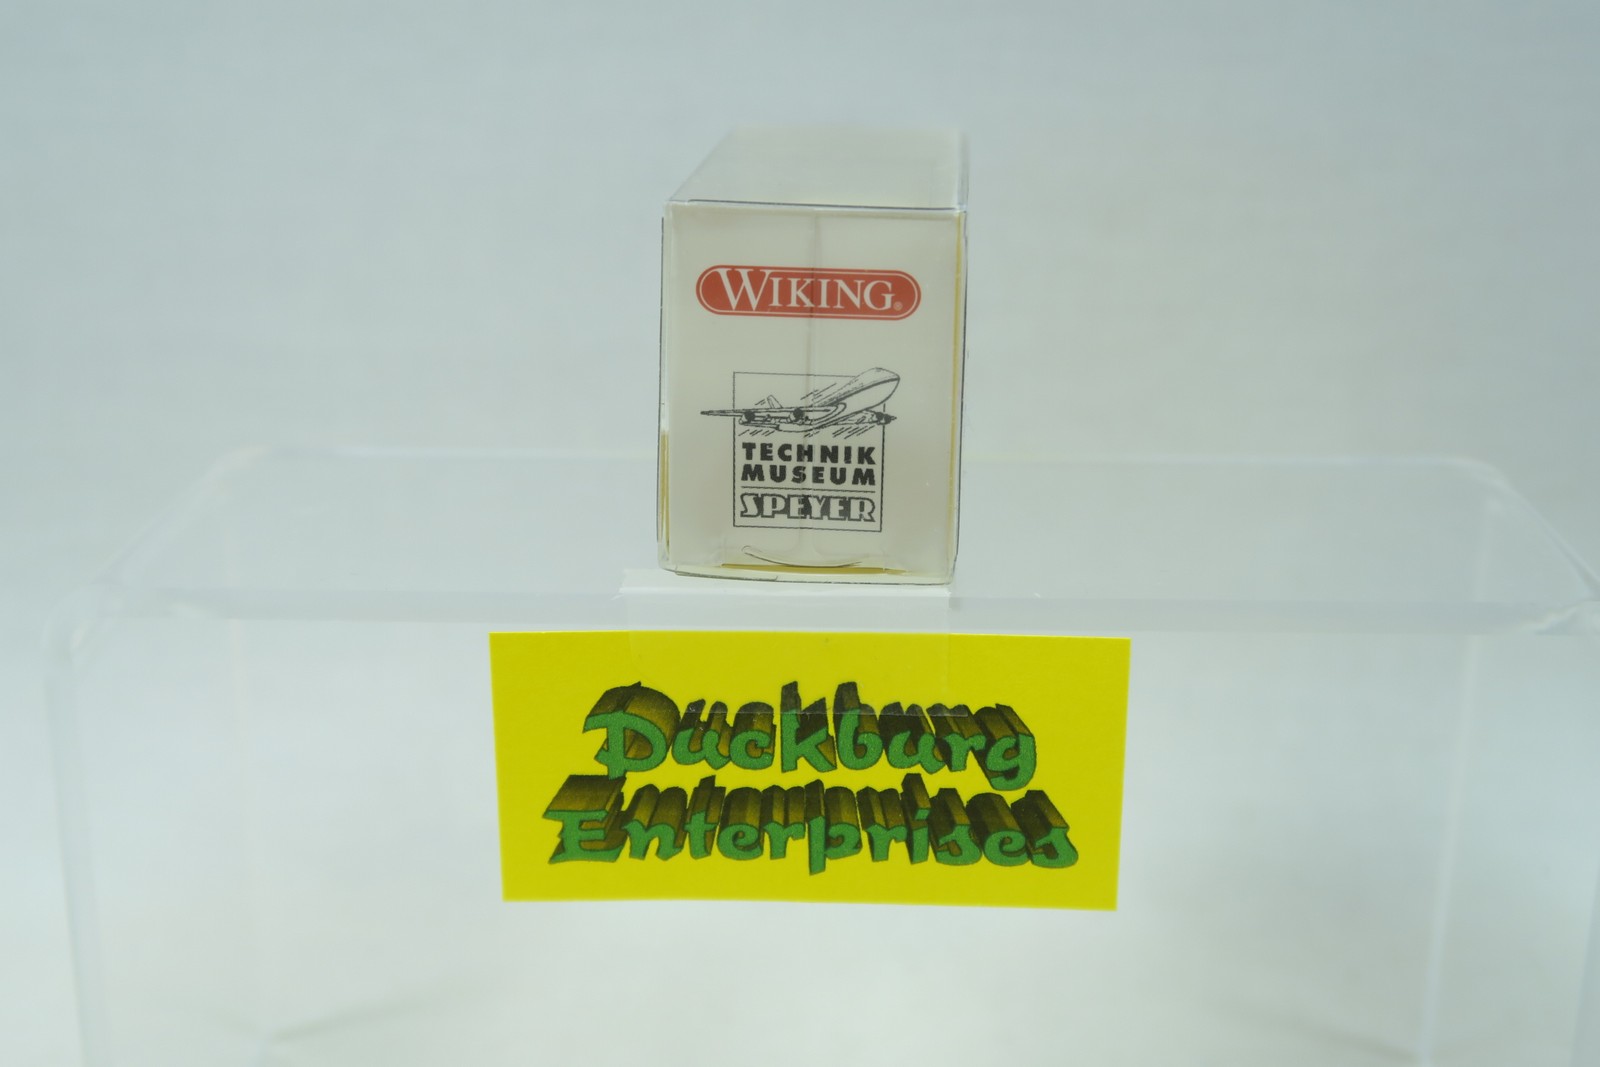 WIKING®
TECHNIK
MUSEUM
SPEYER
Duckburg
Enterprises